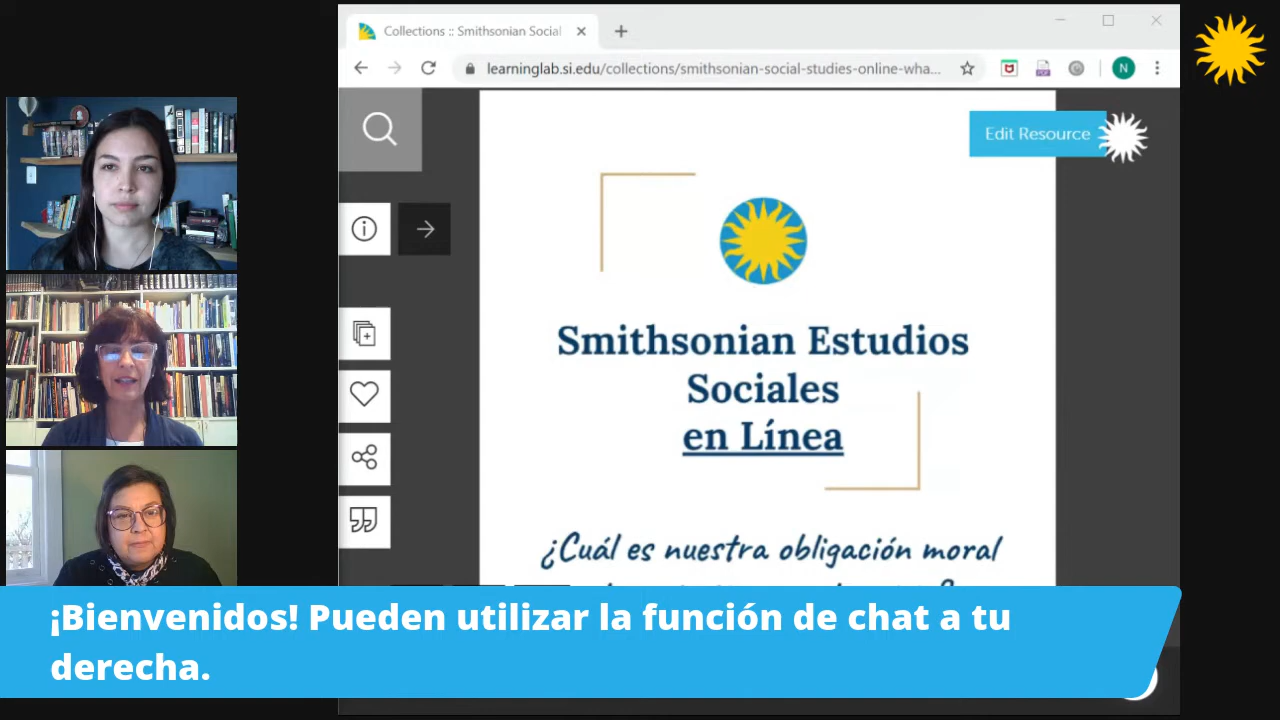 Collections :: Smithsonian Social
learninglab.si.edu/collections/smithsonian-social-studies-online-wha...
N
Edit Resource
Smithsonian Estudios
Sociales
en Línea
¿Cuál es nuestra obligación moral
¡Bienvenidos! Pueden utilizar la función de chat a tu
derecha.